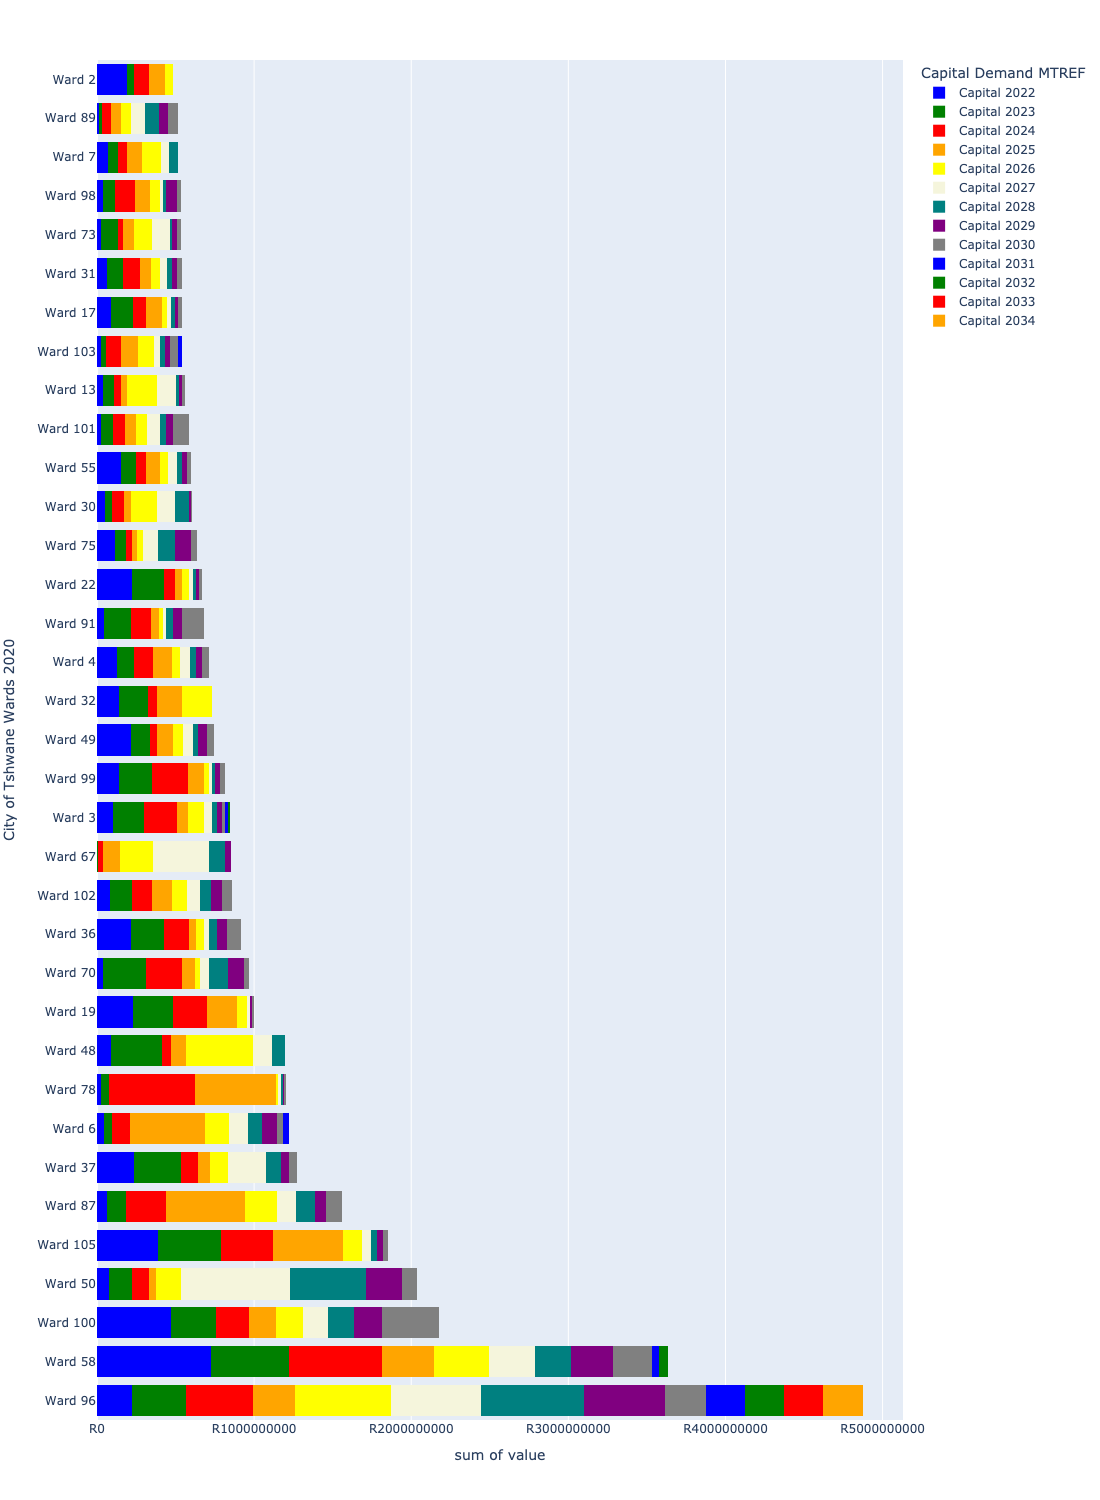 Capital Demand MTREF
Capital 2022
Capital 2023
Capital 2024
Capital 2025
Capital 2026
Capital 2027
Capital 2028
Capital 2029
Capital 2030
Capital 2031
Capital 2032
Capital 2033
Capital 2034
City of Tshwane Wards 2020
Ward 2
Ward 89
Ward 7
Ward 98
Ward 73
Ward 31
Ward 17
Ward 103
Ward 13
Ward 101
Ward 55
Ward 30
Ward 75
Ward 22
Ward 91
Ward 4
Ward 32
Ward 49
Ward 99
Ward 3
Ward 67
Ward 102
Ward 36
Ward 70
Ward 19
Ward 48
Ward 78
Ward 6
Ward 37
Ward 87
Ward 105
Ward 50
Ward 100
Ward 58
Ward 96
R0 R1000000000 R2000000000 R3000000000 R4000000000 R5000000000
sum of value